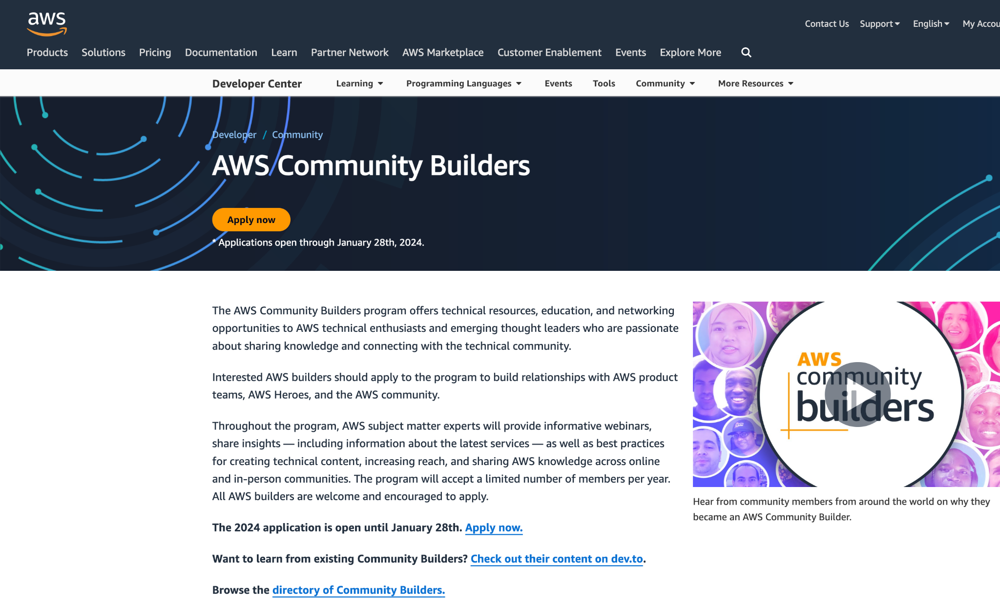 aws
Contact Us Support English My Accou
Products Solutions Pricing Documentation Learn Partner Network AWS Marketplace Customer Enablement Events Explore More
Developer Center Learning Programming Languages Events Tools Community More Resources
Developer / Community
AWS Community Builders
Apply now
* Applications open through January 28th, 2024.
The AWS Community Builders program offers technical resources, education, and networking
opportunities to AWS technical enthusiasts and emerging thought leaders who are passionate
about sharing knowledge and connecting with the technical community.
Interested AWS builders should apply to the program to build relationships with AWS product
teams, AWS Heroes, and the AWS community.
Throughout the program, AWS subject matter experts will provide informative webinars,
share insights — including information about the latest services — as well as best practices
for creating technical content, increasing reach, and sharing AWS knowledge across online
and in-person communities. The program will accept a limited number of members per year.
All AWS builders are welcome and encouraged to apply.
The 2024 application is open until January 28th. Apply now.
Want to learn from existing Community Builders? Check out their content on dev.to.
Browse the directory of Community Builders.
AWS
community
builders
Hear from community members from around the world on why they
became an AWS Community Builder.